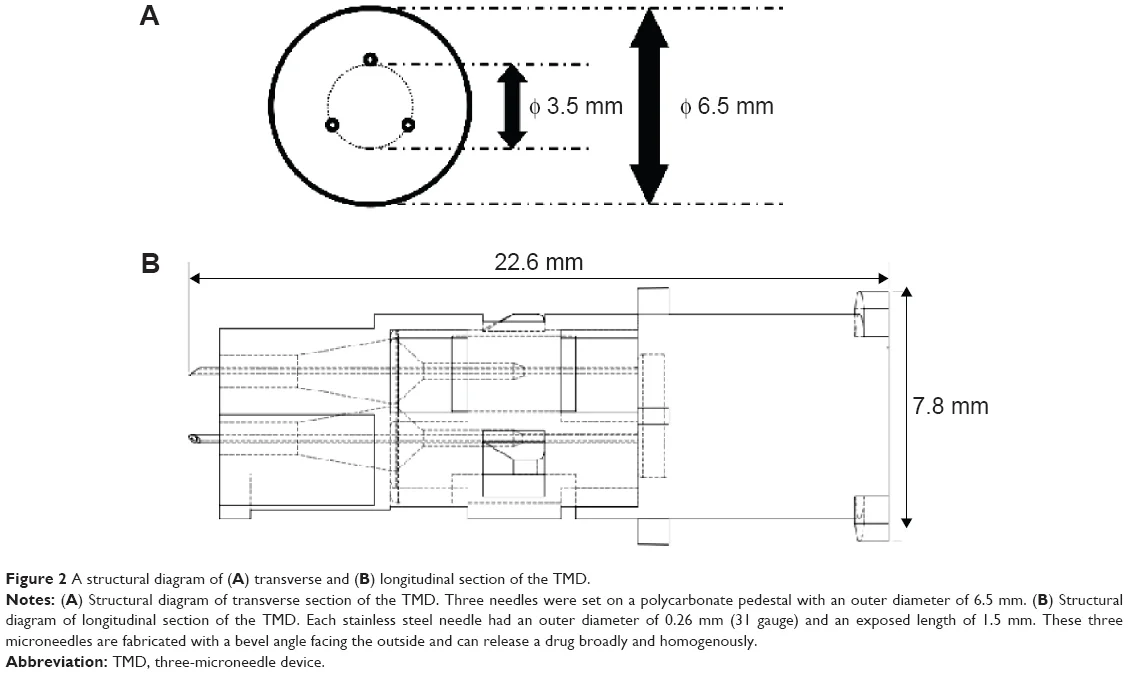 A
ϕ 3.5 mm
ϕ 6.5 mm
B
22.6 mm
7.8 mm
Figure 2 A structural diagram of (A) transverse and (B) longitudinal section of the TMD.
Notes: (A) Structural diagram of transverse section of the TMD. Three needles were set on a polycarbonate pedestal with an outer diameter of 6.5 mm. (B) Structural
diagram of longitudinal section of the TMD. Each stainless steel needle had an outer diameter of 0.26 mm (31 gauge) and an exposed length of 1.5 mm. These three
microneedles are fabricated with a bevel angle facing the outside and can release a drug broadly and homogenously.
Abbreviation: TMD, three-microneedle device.